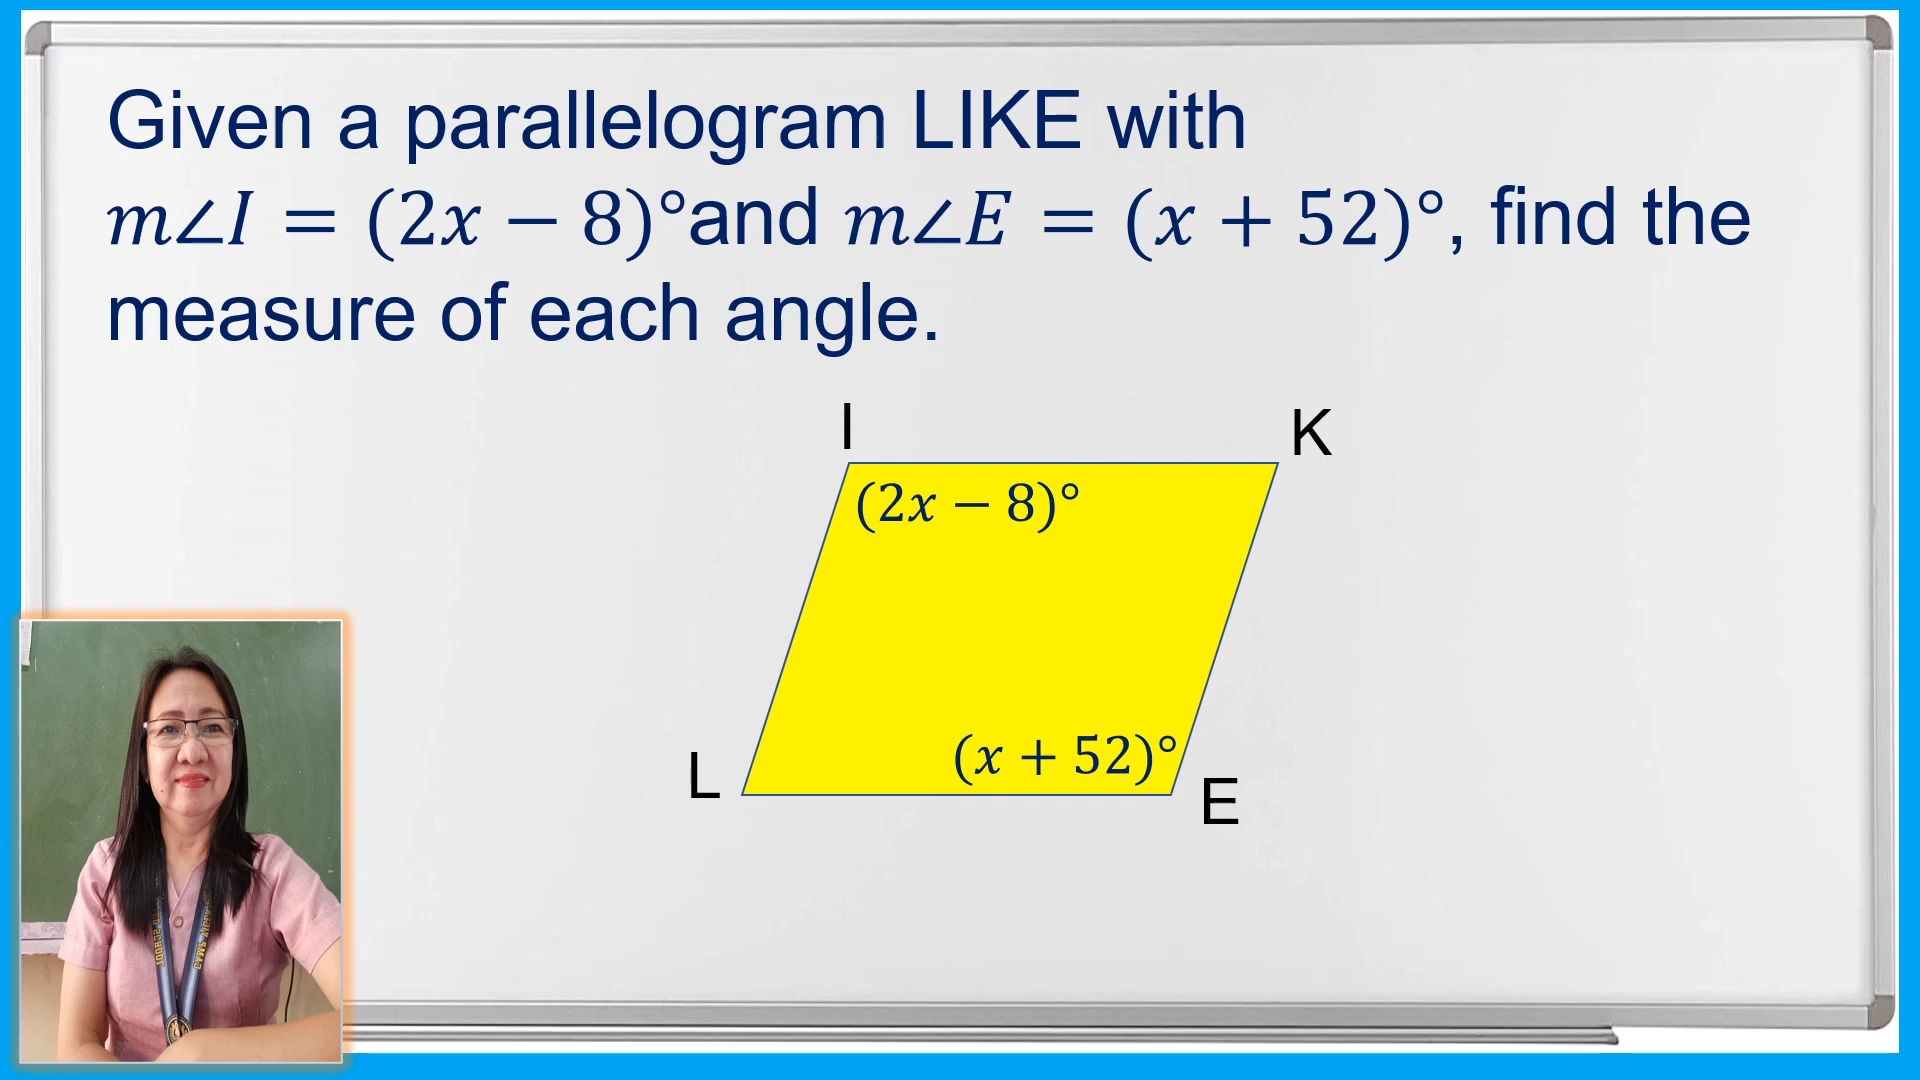 Given a parallelogram LIKE with
m∠I = (2x − 8)°and m∠E = (x + 52)°, find the
measure of each angle.
I
K
(2x − 8)°
(x + 52)°
L
E